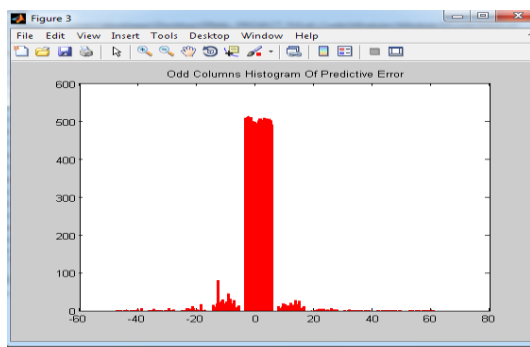 Figure 3
File Edit View Insert Tools Desktop Window Help
Odd Columns Histogram Of Predictive Error
600
500
400
300
200
100
0
-60 -40 -20 0 20 40 60 80